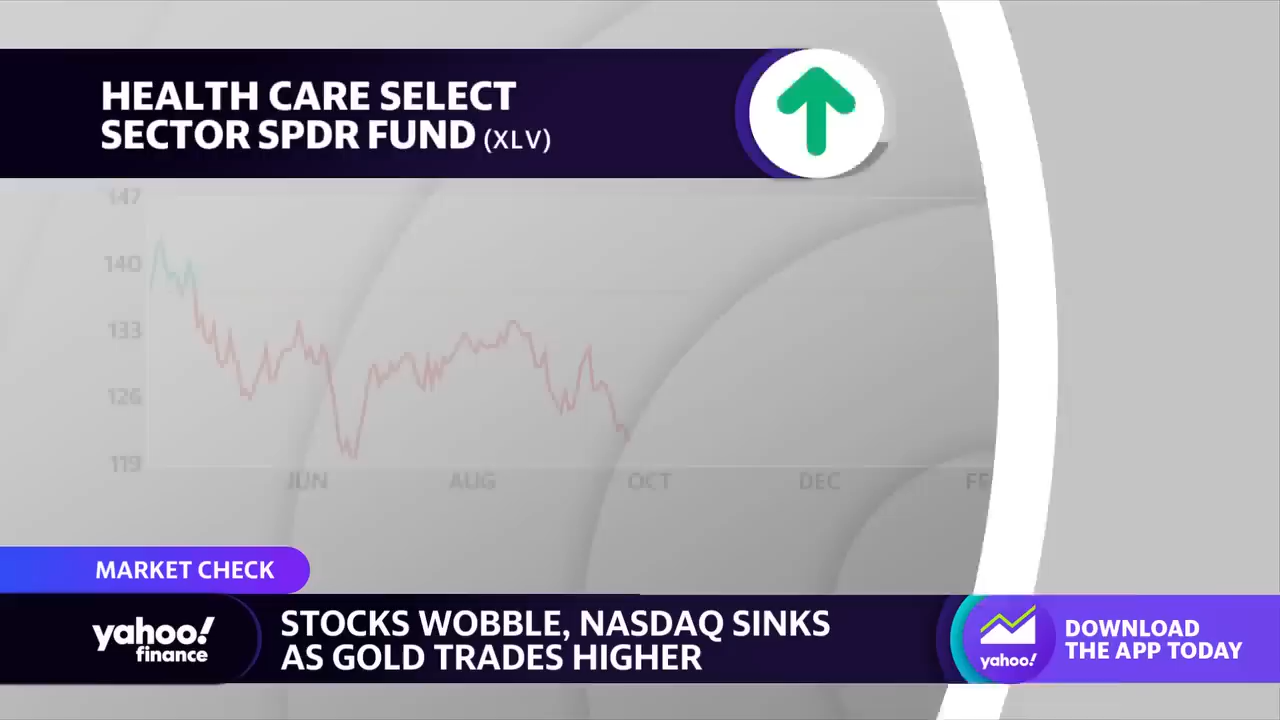 HEALTH CARE SELECT
SECTOR SPDR FUND (XLV)
147
140
133
126
119
JUN
AUG
OCT
DEC
FE
MARKET CHECK
yahoo!
finance
STOCKS WOBBLE, NASDAQ SINKS
AS GOLD TRADES HIGHER
yahoo!
DOWNLOAD
THE APP TODAY